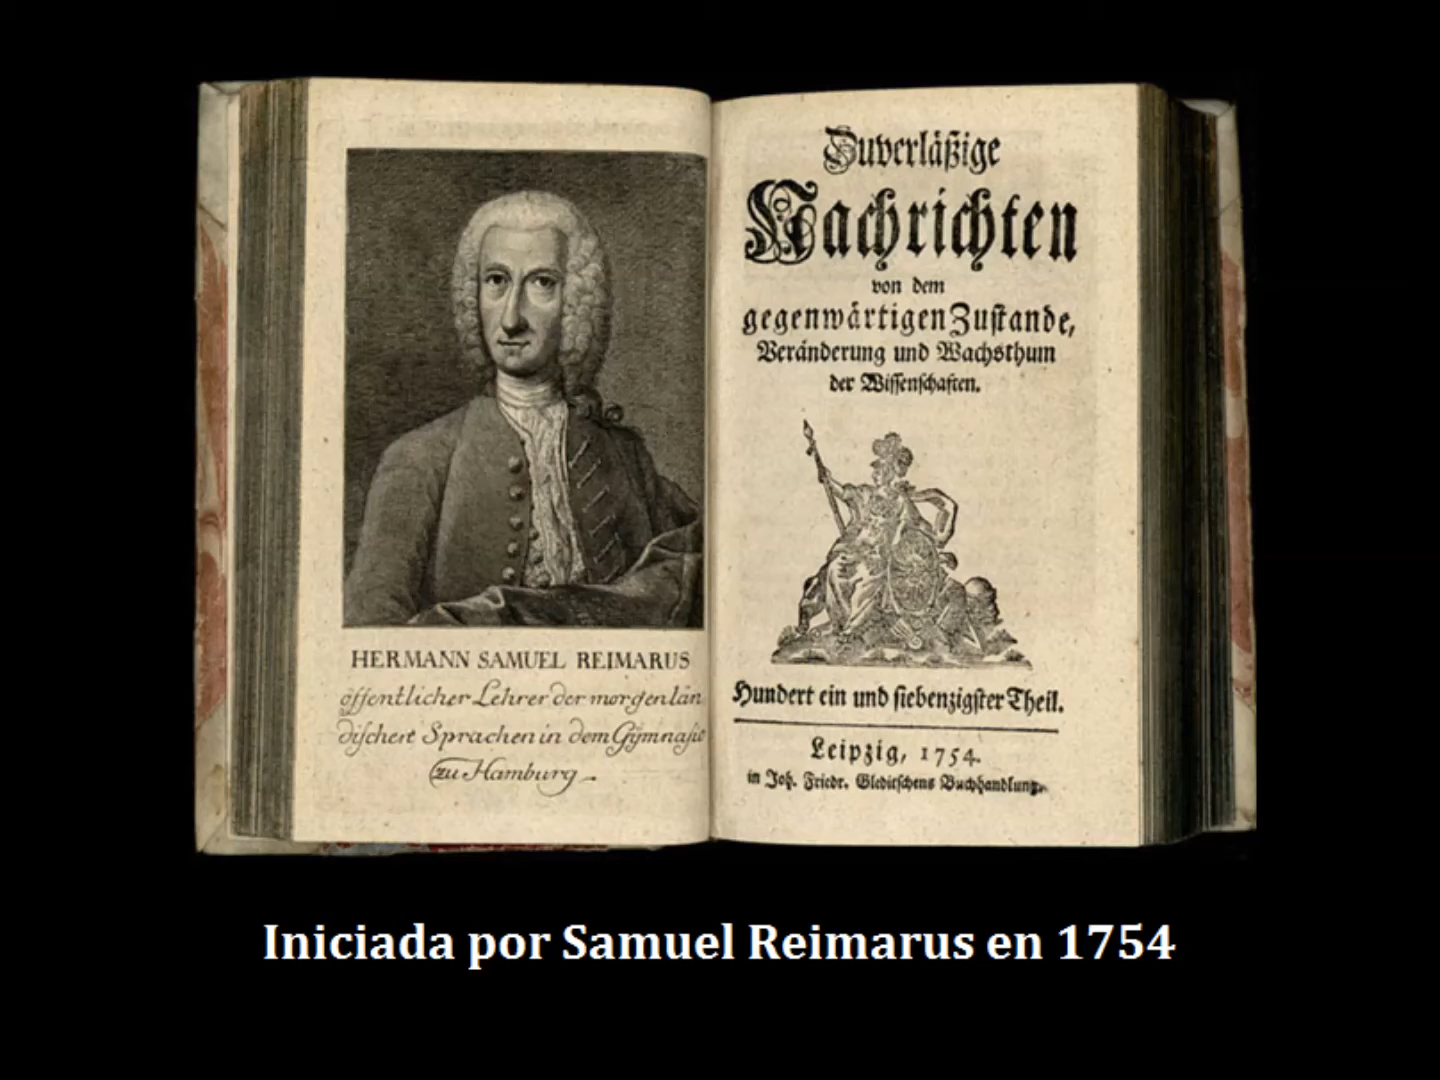 HERMANN SAMUEL REIMARUS
öffentlicher Lehrer der morgenlän
dischen Sprachen in dem Gymnasio
zu Hamburg
Zuverläßige
Nachrichten
von dem
gegenwärtigen Zustande,
Veränderung und Wachsthum
der Wissenschaften.
Hundert ein und siebenzigster Theil.
Leipzig, 1754.
in Joh. Friedr. Gleditschens Buchhandlung.
Iniciada por Samuel Reimarus en 1754